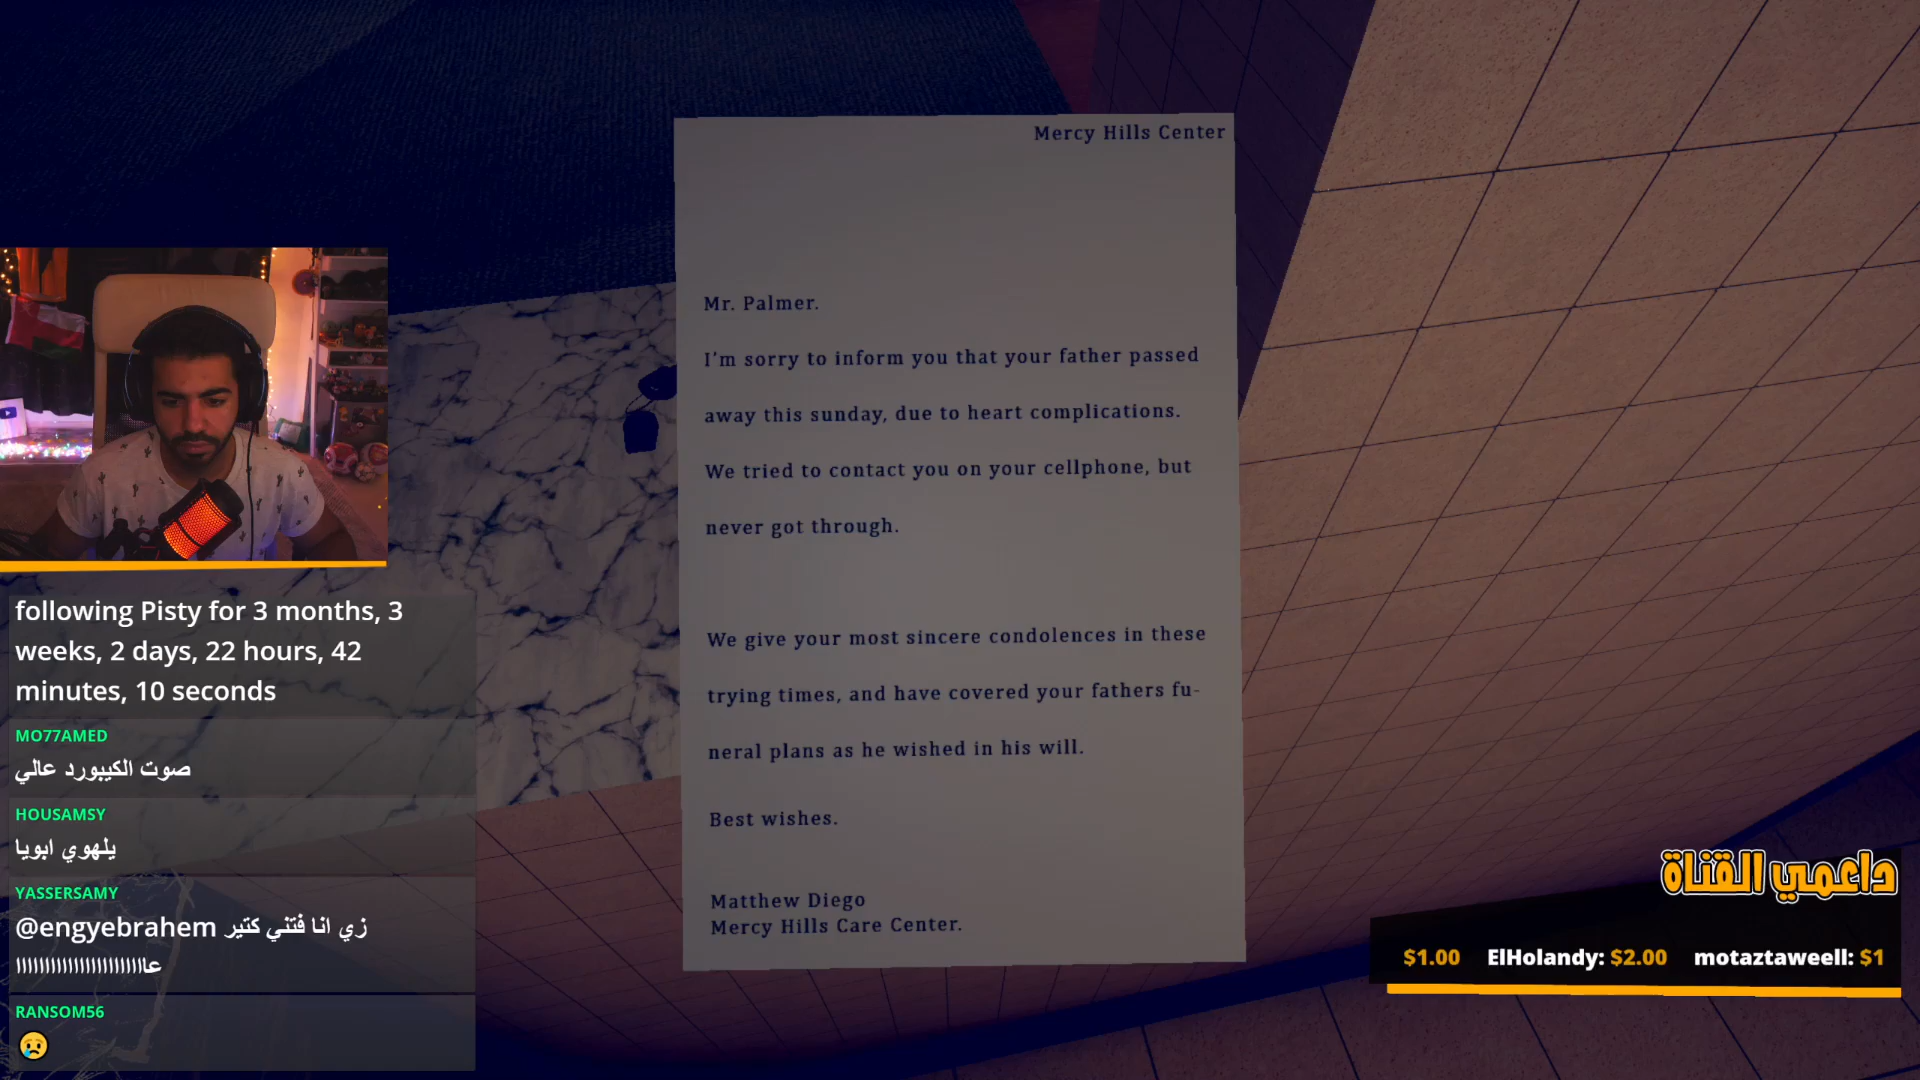 Mercy Hills Center
Mr. Palmer.
I'm sorry to inform you that your father passed
away this sunday, due to heart complications.
We tried to contact you on your cellphone, but
never got through.
We give your most sincere condolences in these
trying times, and have covered your fathers fu-
neral plans as he wished in his will.
Best wishes.
Matthew Diego
Mercy Hills Care Center.
following Pisty for 3 months, 3
weeks, 2 days, 22 hours, 42
minutes, 10 seconds
MO77AMED
صوت الكيبورد عالي
HOUSAMSY
يلهوي ابويا
YASSERSAMY
@engyebrahem زي انا فتني كتير
عااااااااااااااااااااااا
RANSOM56
😢
داعمي القناة
$1.00 ElHolandy: $2.00 motaztaweell: $1